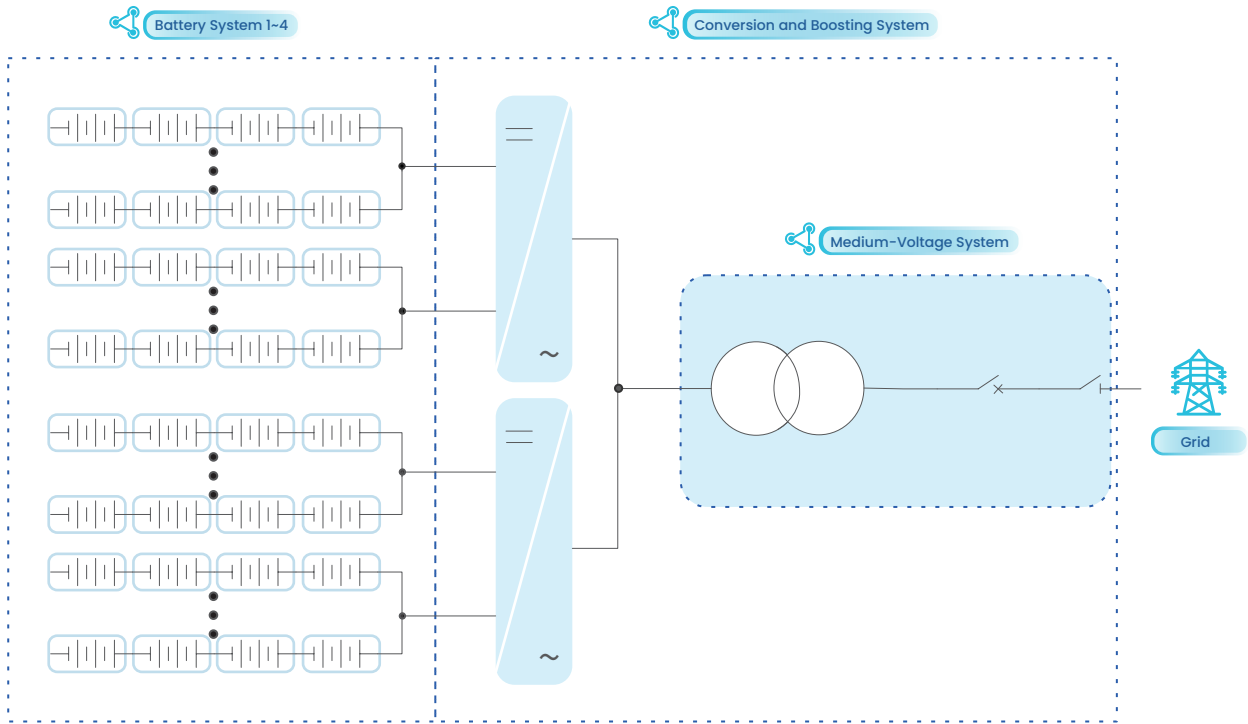 Battery System 1~4
Conversion and Boosting System
Medium-Voltage System
Grid